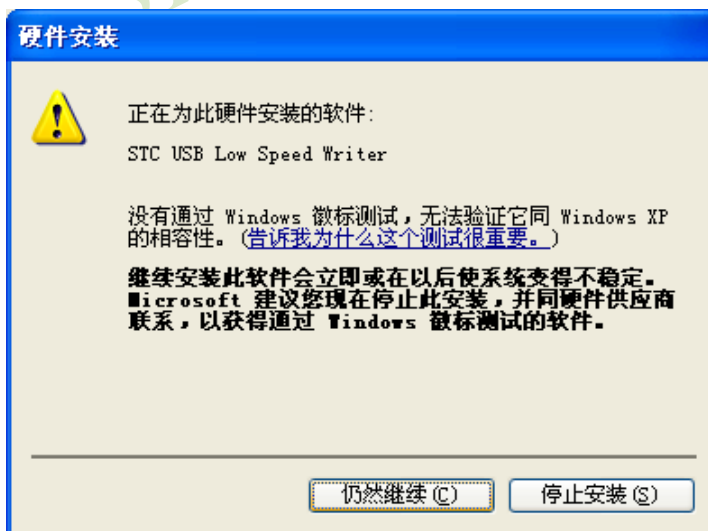 硬件安装
正在为此硬件安装的软件:
STC USB Low Speed Writer
没有通过 Windows 徽标测试，无法验证它同 Windows XP
的相容性。(告诉我为什么这个测试很重要。)
继续安装此软件会立即或在以后使系统变得不稳定。
Microsoft 建议您现在停止此安装，并同硬件供应商
联系，以获得通过 Windows 徽标测试的软件。
仍然继续(C) 停止安装(S)